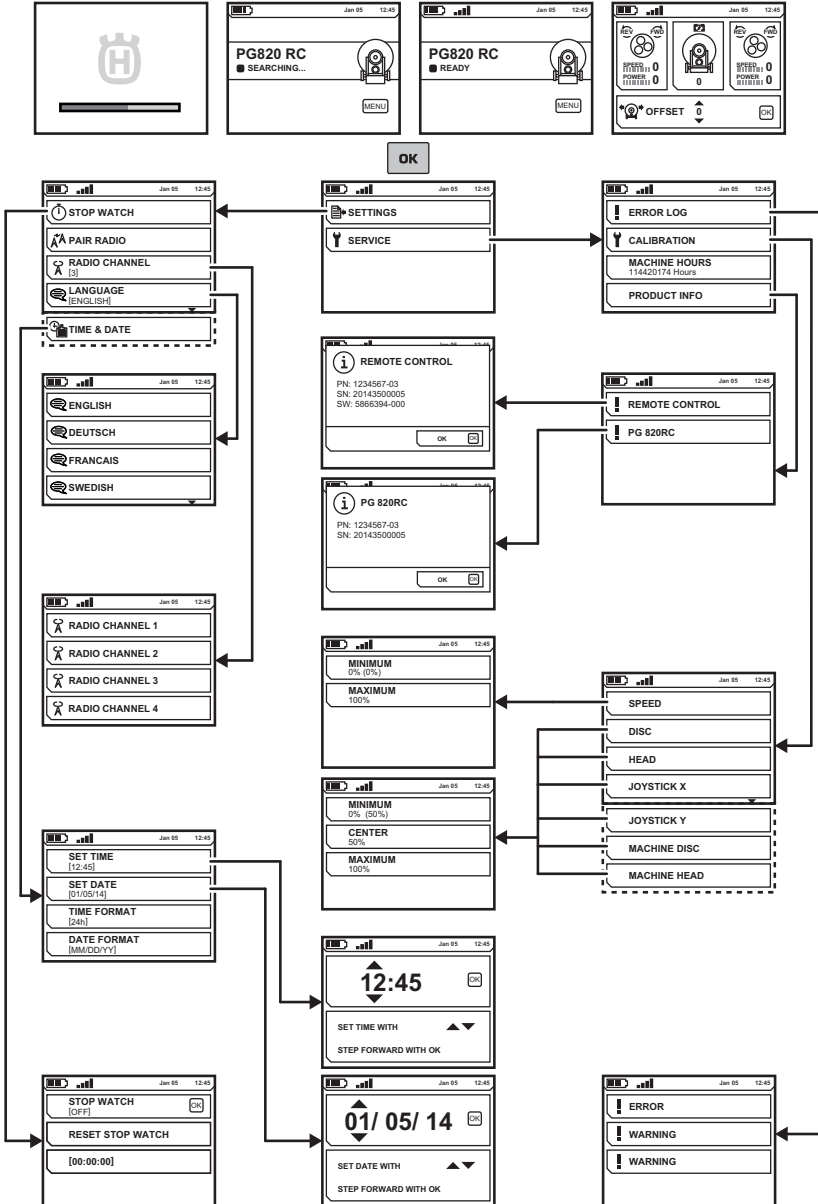 Jan 05 12:45
PG820 RC
SEARCHING...
MENU
Jan 05 12:45
PG820 RC
READY
MENU
Jan 05 12:45
REV FWD
SPEED 0
POWER 0
0
REV FWD
SPEED 0
POWER 0
OFFSET 0 OK
OK
Jan 05 12:45
STOP WATCH
PAIR RADIO
RADIO CHANNEL
[3]
LANGUAGE
[ENGLISH]
TIME & DATE
Jan 05 12:45
SETTINGS
SERVICE
Jan 05 12:45
ERROR LOG
CALIBRATION
MACHINE HOURS
114420174 Hours
PRODUCT INFO
REMOTE CONTROL
PN: 1234567-03
SN: 20143500005
SW: 5866394-000
OK OK
Jan 05 12:45
REMOTE CONTROL
PG 820RC
Jan 05 12:45
ENGLISH
DEUTSCH
FRANCAIS
SWEDISH
PG 820RC
PN: 1234567-03
SN: 20143500005
OK OK
Jan 05 12:45
RADIO CHANNEL 1
RADIO CHANNEL 2
RADIO CHANNEL 3
RADIO CHANNEL 4
Jan 05 12:45
MINIMUM
0% (0%)
MAXIMUM
100%
Jan 05 12:45
SPEED
DISC
HEAD
JOYSTICK X
JOYSTICK Y
MACHINE DISC
MACHINE HEAD
Jan 05 12:45
MINIMUM
0% (50%)
CENTER
50%
MAXIMUM
100%
Jan 05 12:45
SET TIME
[12:45]
SET DATE
[01/05/14]
TIME FORMAT
[24h]
DATE FORMAT
[MM/DD/YY]
Jan 05 12:45
12:45 OK
SET TIME WITH
STEP FORWARD WITH OK
Jan 05 12:45
STOP WATCH
[OFF]
OK
RESET STOP WATCH
[00:00:00]
Jan 05 12:45
01/ 05/ 14 OK
SET DATE WITH
STEP FORWARD WITH OK
Jan 05 12:45
ERROR
WARNING
WARNING